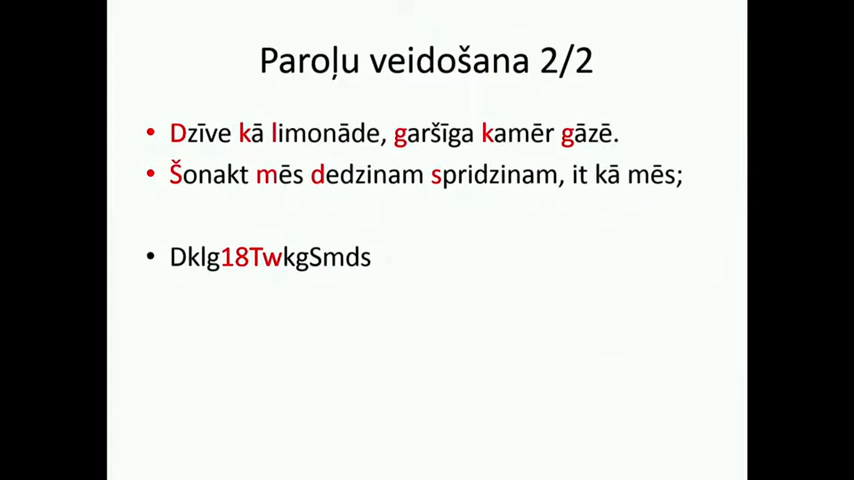 Paroļu veidošana 2/2
• Dzīve kā limonāde, garšīga kamēr gāzē.
• Šonakt mēs dedzinam spridzinam, it kā mēs;
• Dklg18TwkgSmds